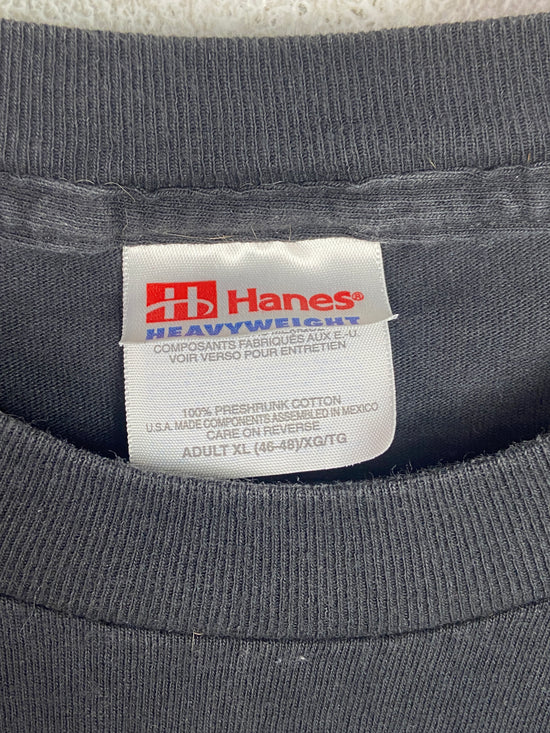 Hanes®
HEAVYWEIGHT
COMPOSANTS FABRIQUÉS AUX E.-U.
VOIR VERSO POUR ENTRETIEN
100% PRESHRUNK COTTON
U.S.A. MADE COMPONENTS ASSEMBLED IN MEXICO
CARE ON REVERSE
ADULT XL (46-48)/XG/TG